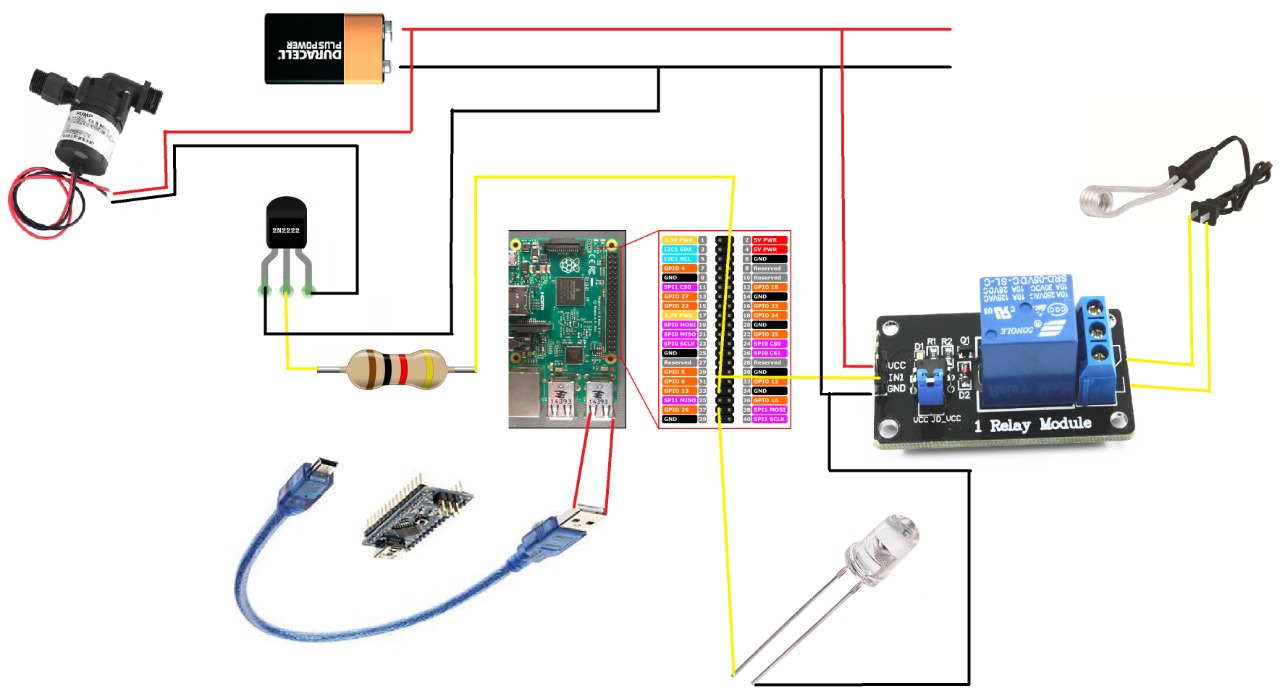 DURACELL
PLUS POWER
PUMP
2N2222
3.3V PWR 1 2 5V PWR
I2C1 SDA 3 4 5V PWR
I2C1 SCL 5 6 GND
GPIO 4 7 8 Reserved
GND 9 10 Reserved
SPI1 CS0 11 12 GPIO 18
GPIO 27 13 14 GND
GPIO 22 15 16 GPIO 23
3.3V PWR 17 18 GPIO 24
SPI0 MOSI 19 20 GND
SPI0 MISO 21 22 GPIO 25
SPI0 SCLK 23 24 SPI0 CS0
GND 25 26 SPI0 CS1
Reserved 27 28 Reserved
GPIO 5 29 30 GND
GPIO 6 31 32 GPIO 12
GPIO 13 33 34 GND
SPI1 MISO 35 36 GPIO 16
GPIO 26 37 38 SPI1 MOSI
GND 39 40 SPI1 SCLK
HDMI
14393
14393
SRD-05VDC-SL-C
10A 250VAC 10A 125VAC
10A 30VDC 10A 28VDC
SONGLE
D1 R1 R2 Q1
VCC
IN1
GND
D2
VCC JD_VCC
1 Relay Module